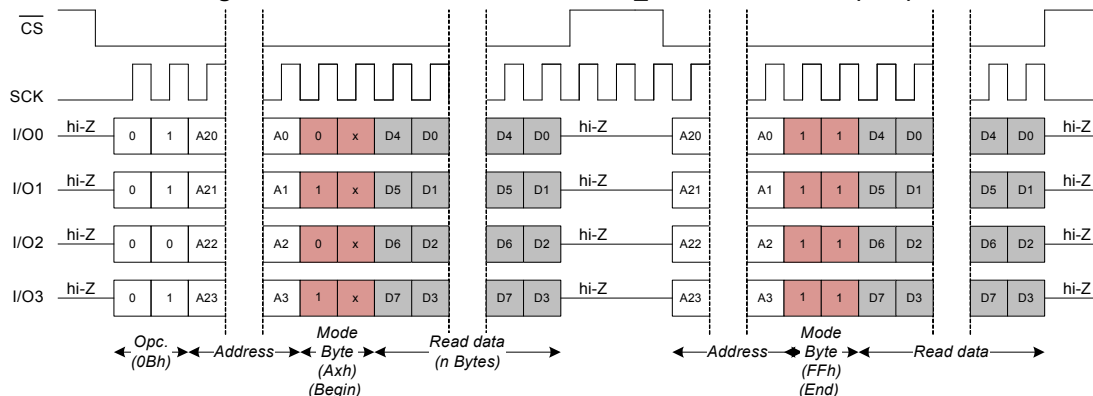 CS
SCK
I/O0 hi-Z 0 1 A20 A0 0 x D4 D0 D4 D0 hi-Z A20 A0 1 1 D4 D0 D4 D0 hi-Z
I/O1 hi-Z 0 1 A21 A1 1 x D5 D1 D5 D1 hi-Z A21 A1 1 1 D5 D1 D5 D1 hi-Z
I/O2 hi-Z 0 0 A22 A2 0 x D6 D2 D6 D2 hi-Z A22 A2 1 1 D6 D2 D6 D2 hi-Z
I/O3 hi-Z 0 1 A23 A3 1 x D7 D3 D7 D3 hi-Z A23 A3 1 1 D7 D3 D7 D3 hi-Z
Opc.
(0Bh)
Address
Mode
Byte
(Axh)
(Begin)
Read data
(n Bytes)
Address
Mode
Byte
(FFh)
(End)
Read data